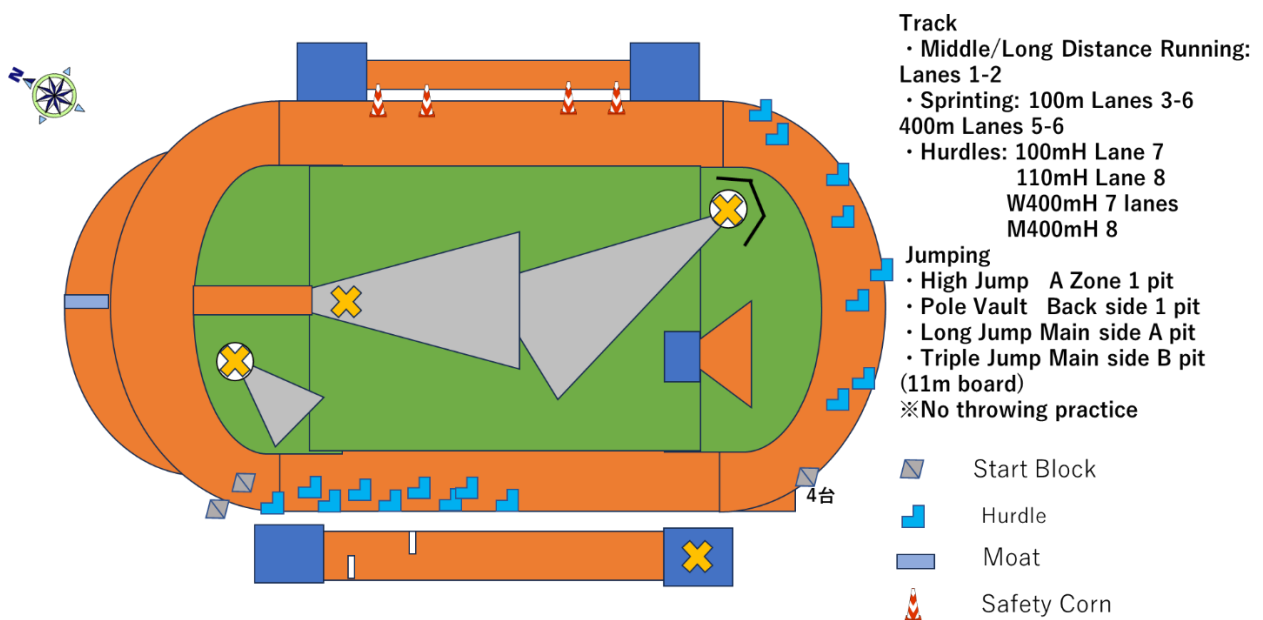 N
Track
・Middle/Long Distance Running:
Lanes 1-2
・Sprinting: 100m Lanes 3-6
400m Lanes 5-6
・Hurdles: 100mH Lane 7
110mH Lane 8
W400mH 7 lanes
M400mH 8
Jumping
・High Jump A Zone 1 pit
・Pole Vault Back side 1 pit
・Long Jump Main side A pit
・Triple Jump Main side B pit
(11m board)
※No throwing practice
4台
Start Block
Hurdle
Moat
Safety Corn